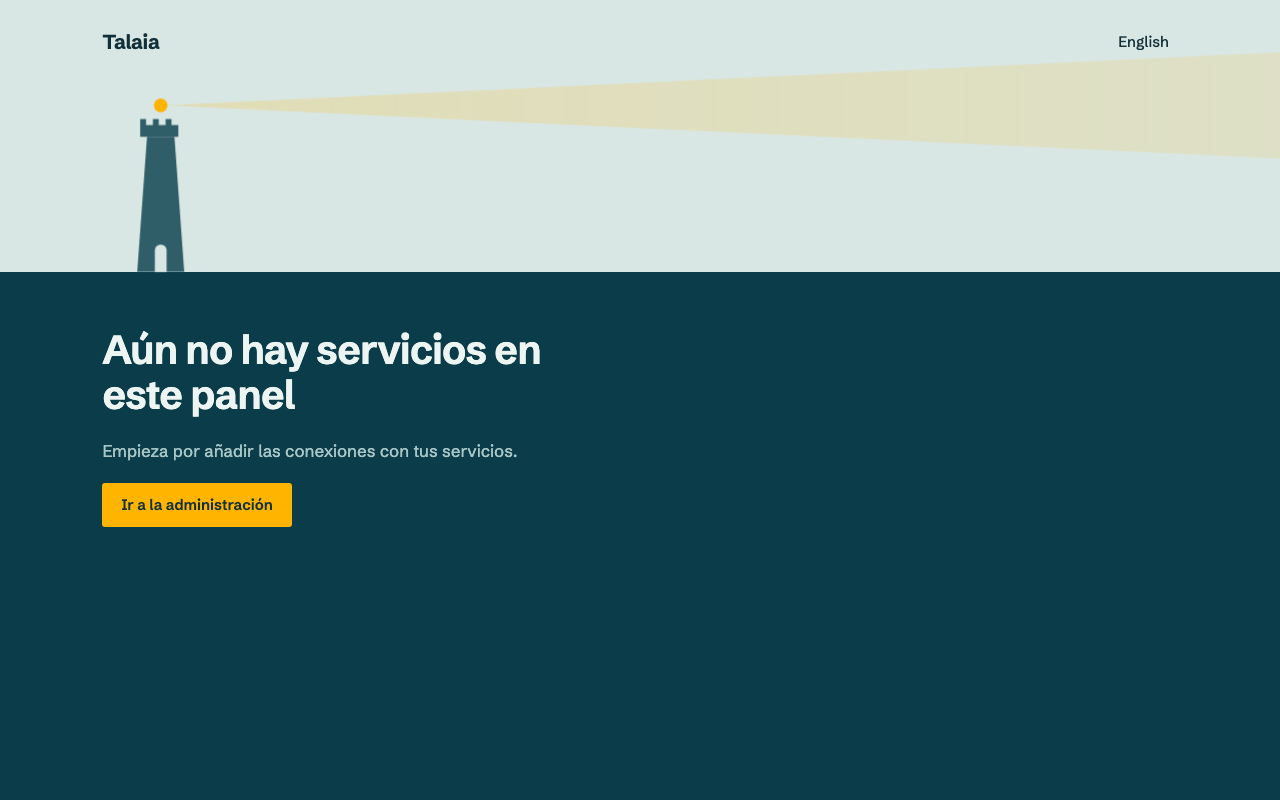 Talaia
English
Aún no hay servicios en
este panel
Empieza por añadir las conexiones con tus servicios.
Ir a la administración